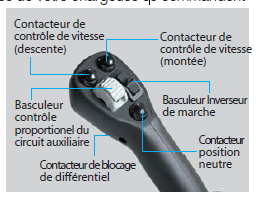 Contacteur de
contrôle de vitesse
(descente)
Contacteur de
contrôle de vitesse
(montée)
Basculeur
contrôle
proportionel du
circuit auxiliaire
Basculeur Inverseur
de marche
Contacteur
position
neutre
Contacteur de blocage
de différentiel